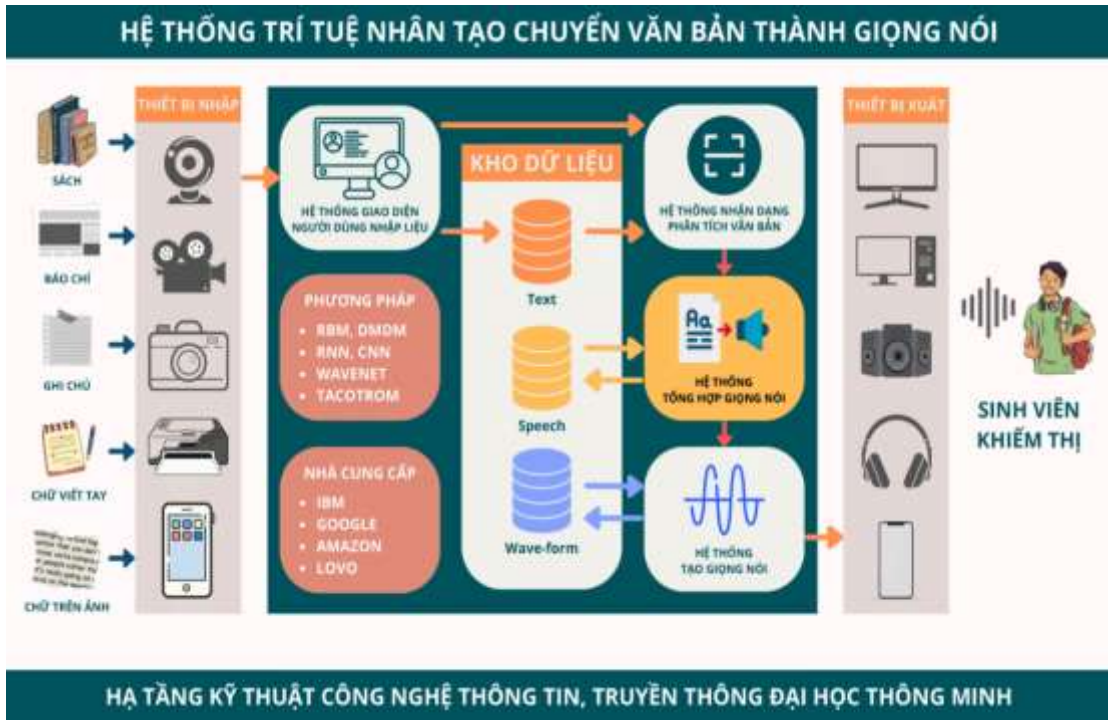 HỆ THỐNG TRÍ TUỆ NHÂN TẠO CHUYỂN VĂN BẢN THÀNH GIỌNG NÓI
SÁCH
BÁO CHÍ
GHI CHÚ
CHỮ VIẾT TAY
CHỮ TRÊN ẢNH
THIẾT BỊ NHẬP
HỆ THỐNG GIAO DIỆN
NGƯỜI DÙNG NHẬP LIỆU
PHƯƠNG PHÁP
• RBM, DMDM
• RNN, CNN
• WAVENET
• TACOTROM
NHÀ CUNG CẤP
• IBM
• GOOGLE
• AMAZON
• LOVO
KHO DỮ LIỆU
Text
Speech
Wave-form
HỆ THỐNG NHẬN DẠNG
PHÂN TÍCH VĂN BẢN
Aa
HỆ THỐNG
TỔNG HỢP GIỌNG NÓI
HỆ THỐNG
TẠO GIỌNG NÓI
THIẾT BỊ XUẤT
SINH VIÊN
KHIẾM THỊ
HẠ TẦNG KỸ THUẬT CÔNG NGHỆ THÔNG TIN, TRUYỀN THÔNG ĐẠI HỌC THÔNG MINH